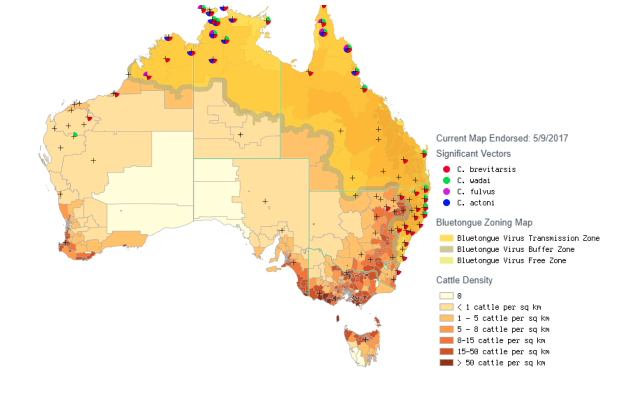 Current Map Endorsed: 5/9/2017
Significant Vectors
C. brevitarsis
C. wadai
C. fulvus
C. actoni
Bluetongue Zoning Map
Bluetongue Virus Transmission Zone
Bluetongue Virus Buffer Zone
Bluetongue Virus Free Zone
Cattle Density
0
< 1 cattle per sq km
1 - 5 cattle per sq km
5 - 8 cattle per sq km
8-15 cattle per sq km
15-50 cattle per sq km
> 50 cattle per sq km